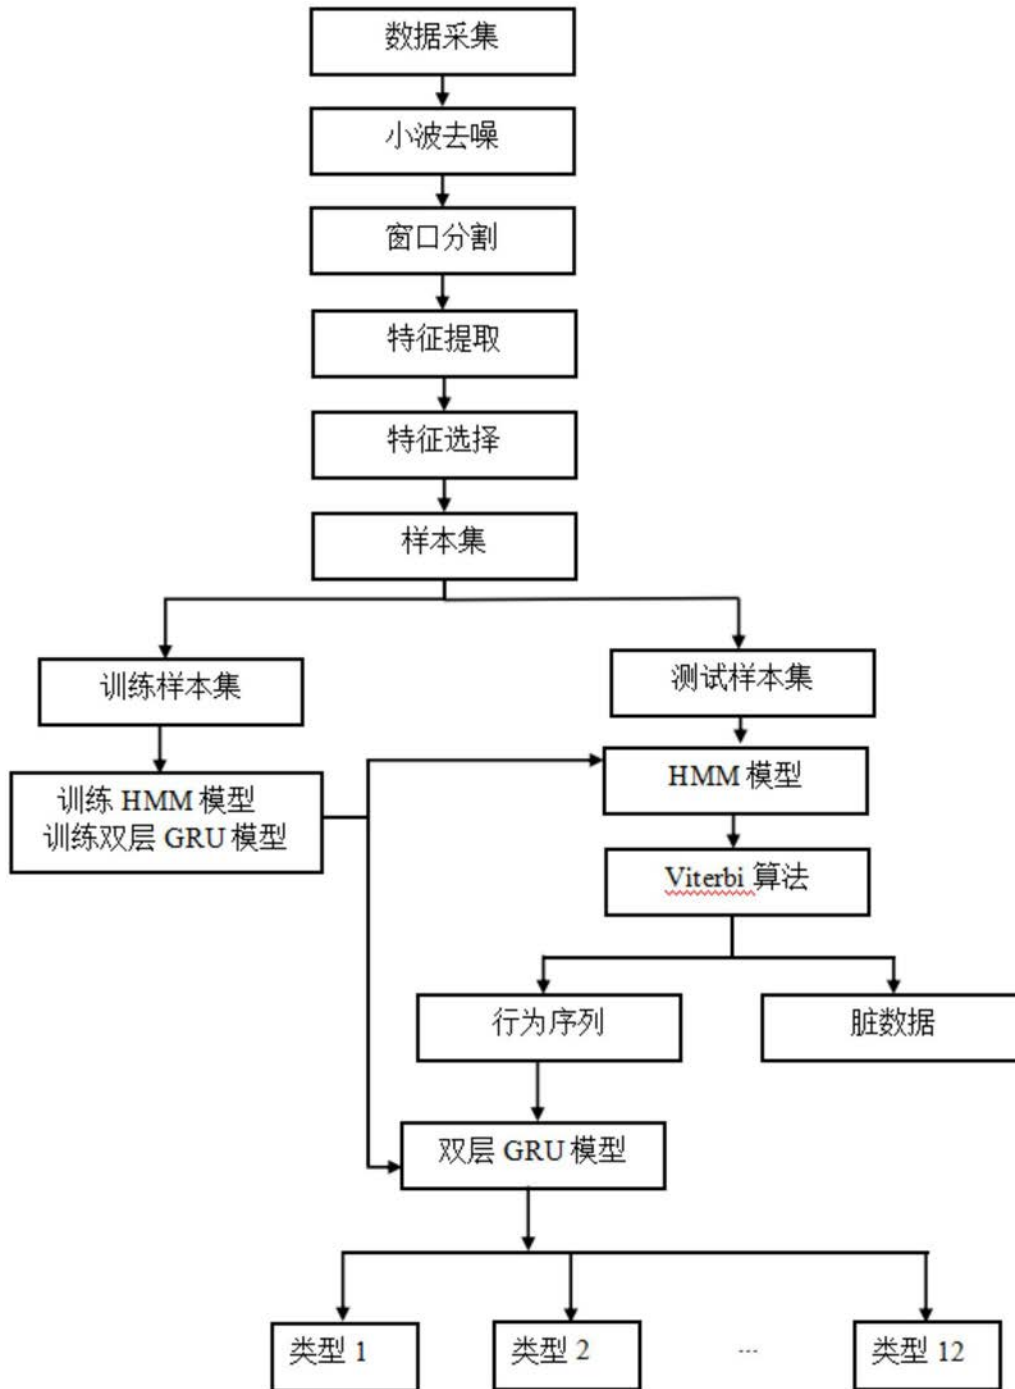 数据采集
小波去噪
窗口分割
特征提取
特征选择
样本集
训练样本集
测试样本集
训练 HMM 模型
训练双层 GRU 模型
HMM 模型
Viterbi 算法
行为序列
脏数据
双层 GRU 模型
类型 1
类型 2
...
类型 12